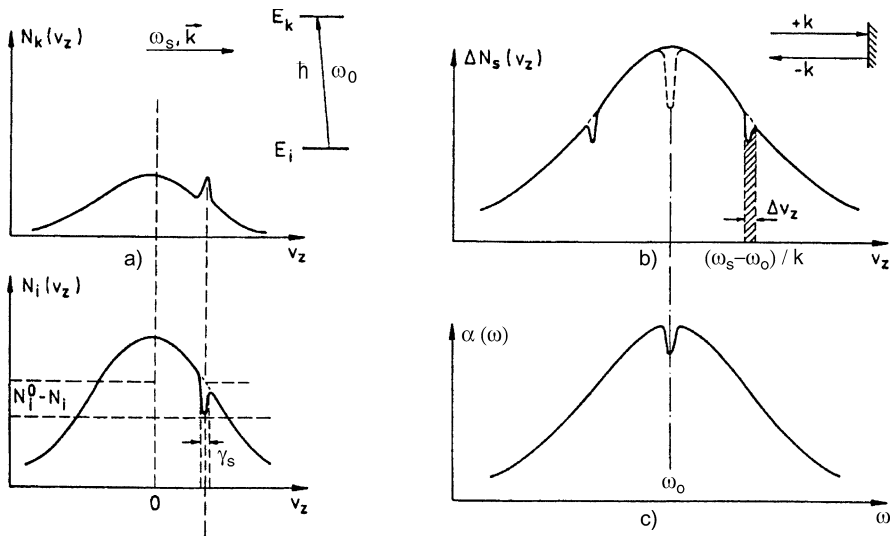 N_k(v_z)
ω_s, k⃗
E_k
ħ ω_0
E_i
a)
v_z
N_i(v_z)
N_i^0-N_i
γ_s
0
v_z
ΔN_s(v_z)
+k
-k
Δv_z
b)
(ω_s-ω_o)/k
v_z
α(ω)
ω_o
c)
ω